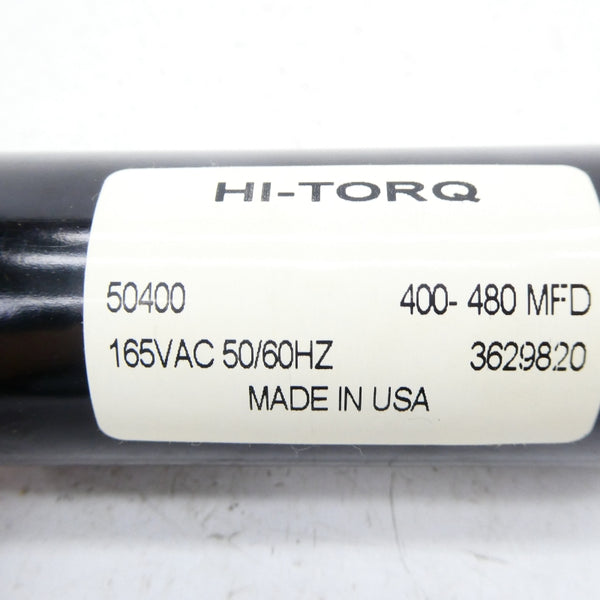 HI-TORQ
50400 400- 480 MFD
165VAC 50/60HZ 3629820
MADE IN USA